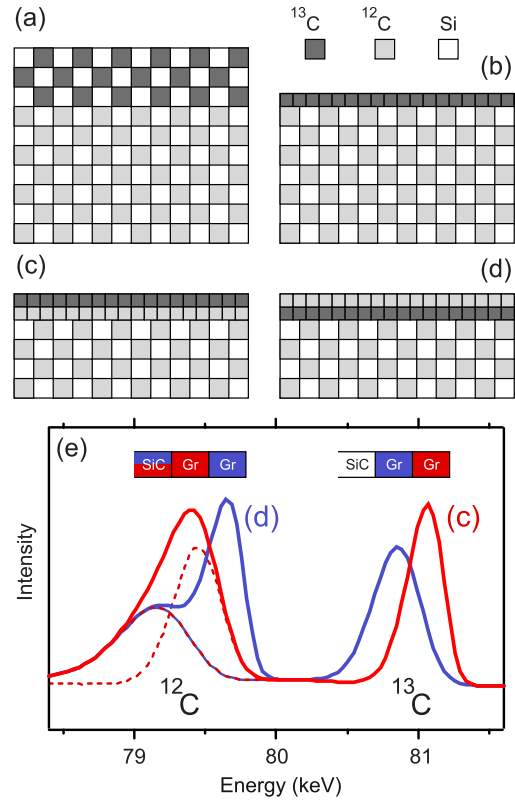 (a)
¹³C ¹²C Si
(b)
(c)
(d)
(e)
SiC Gr Gr
SiC Gr Gr
(d)
(c)
Intensity
¹²C
¹³C
79 80 81
Energy (keV)